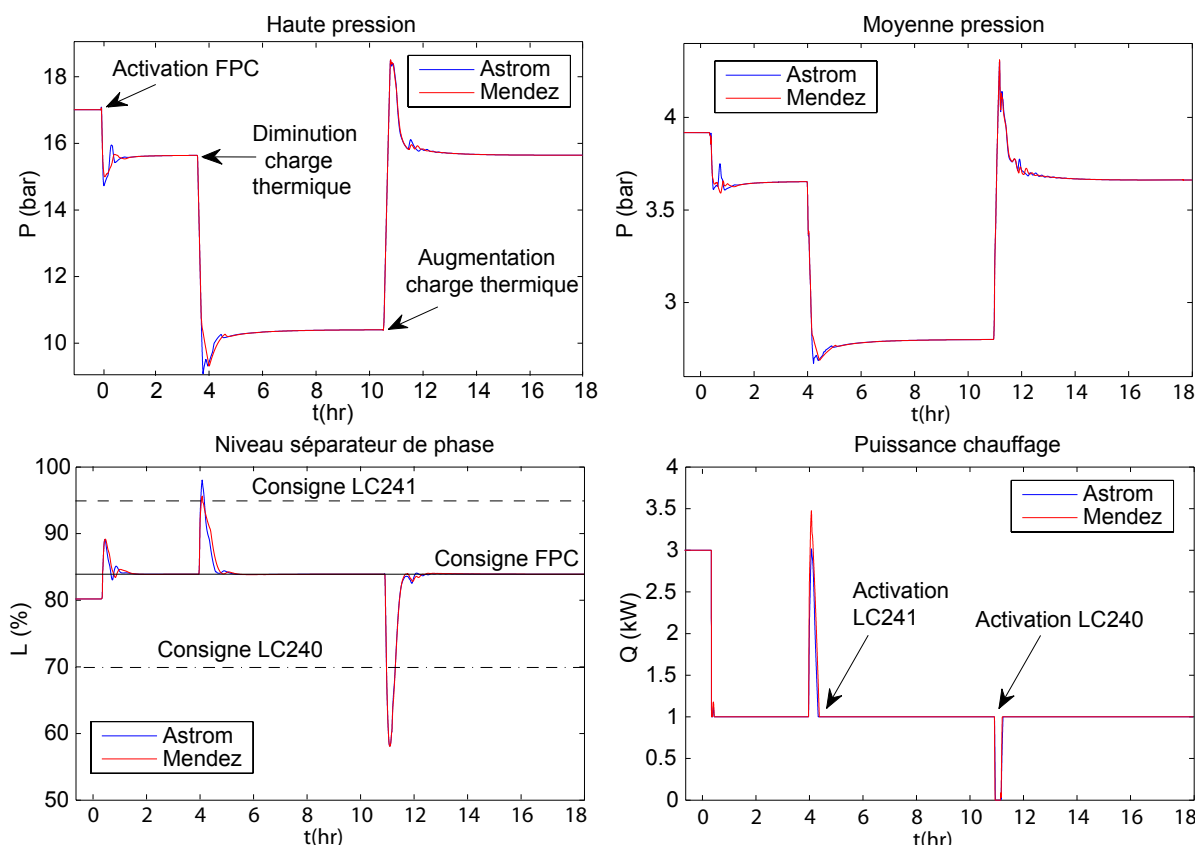 Haute pression
18
16
14
12
10
P (bar)
Activation FPC
Diminution
charge
thermique
Augmentation
charge thermique
Astrom
Mendez
0 2 4 6 8 10 12 14 16 18
t(hr)
Moyenne pression
4
3.5
3
P (bar)
Astrom
Mendez
0 2 4 6 8 10 12 14 16 18
t(hr)
Niveau séparateur de phase
100
90
80
70
60
50
L (%)
Consigne LC241
Consigne FPC
Consigne LC240
Astrom
Mendez
0 2 4 6 8 10 12 14 16 18
t(hr)
Puissance chauffage
4
3.5
3
2.5
2
1.5
1
0.5
0
Q (kW)
Astrom
Mendez
Activation
LC241
Activation LC240
0 2 4 6 8 10 12 14 16 18
t(hr)